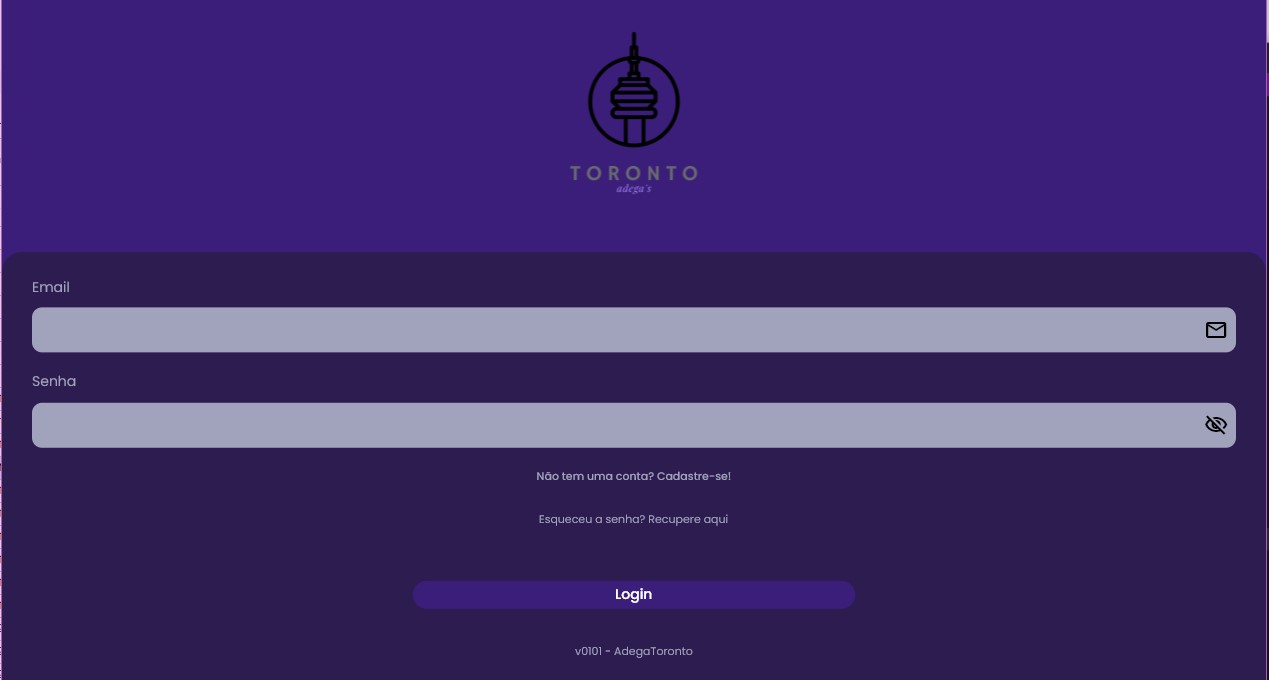 TORONTO
adega's
Email
Senha
Não tem uma conta? Cadastre-se!
Esqueceu a senha? Recupere aqui
Login
v0101 - AdegaToronto